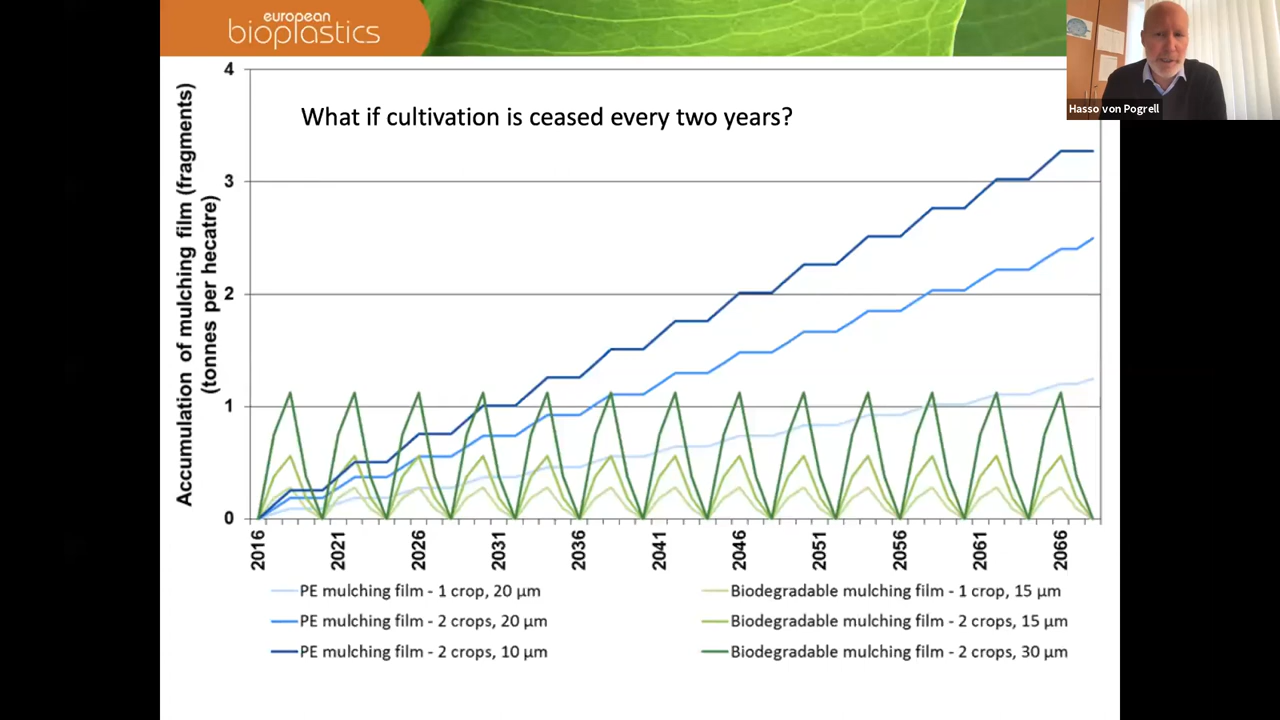 european
bioplastics
Hasso von Pogrell
What if cultivation is ceased every two years?
Accumulation of mulching film (fragments)
(tonnes per hecatre)
4
3
2
1
0
2016
2021
2026
2031
2036
2041
2046
2051
2056
2061
2066
PE mulching film - 1 crop, 20 µm
Biodegradable mulching film - 1 crop, 15 µm
PE mulching film - 2 crops, 20 µm
Biodegradable mulching film - 2 crops, 15 µm
PE mulching film - 2 crops, 10 µm
Biodegradable mulching film - 2 crops, 30 µm